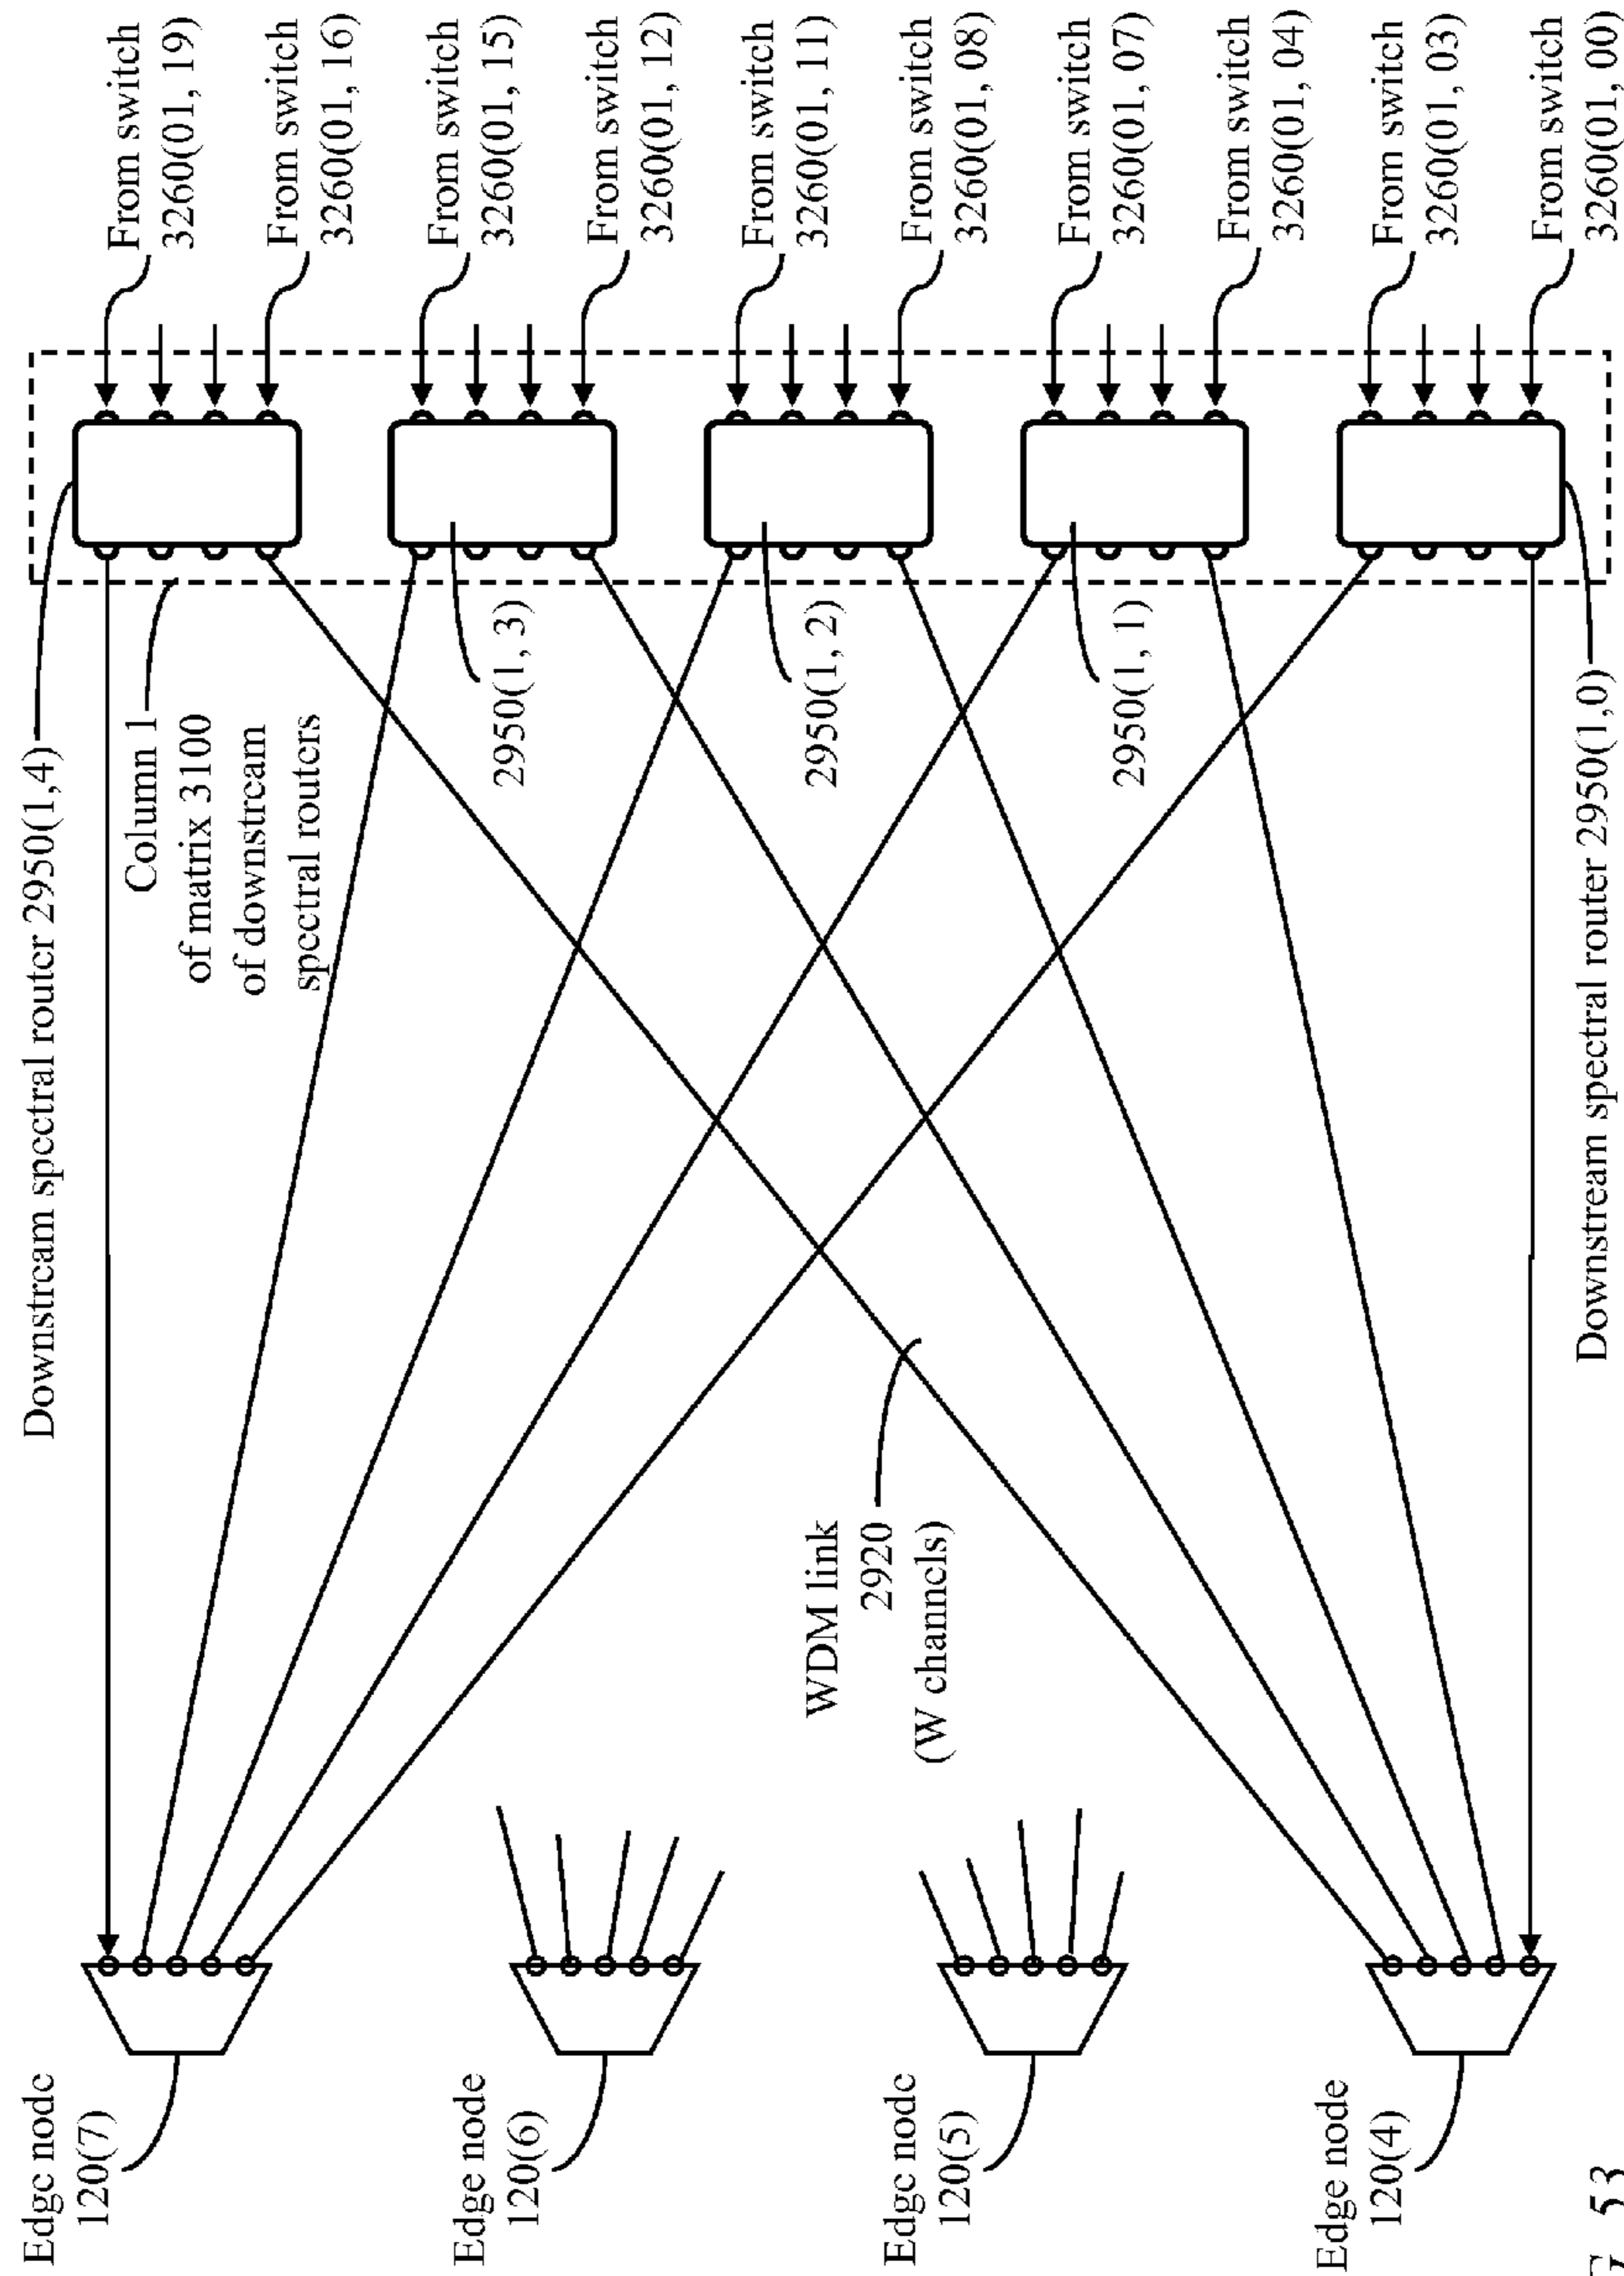 Edge node
120(7)
Downstream spectral router 2950(1,4)
Column 1
of matrix 3100
of downstream
spectral routers
From switch
3260(01, 19)
From switch
3260(01, 16)
Edge node
120(6)
2950(1, 3)
From switch
3260(01, 15)
From switch
3260(01, 12)
WDM link
2920
(W channels)
2950(1, 2)
From switch
3260(01, 11)
From switch
3260(01, 08)
Edge node
120(5)
2950(1, 1)
From switch
3260(01, 07)
From switch
3260(01, 04)
Edge node
120(4)
From switch
3260(01, 03)
From switch
3260(01, 00)
Downstream spectral router 2950(1,0)
53